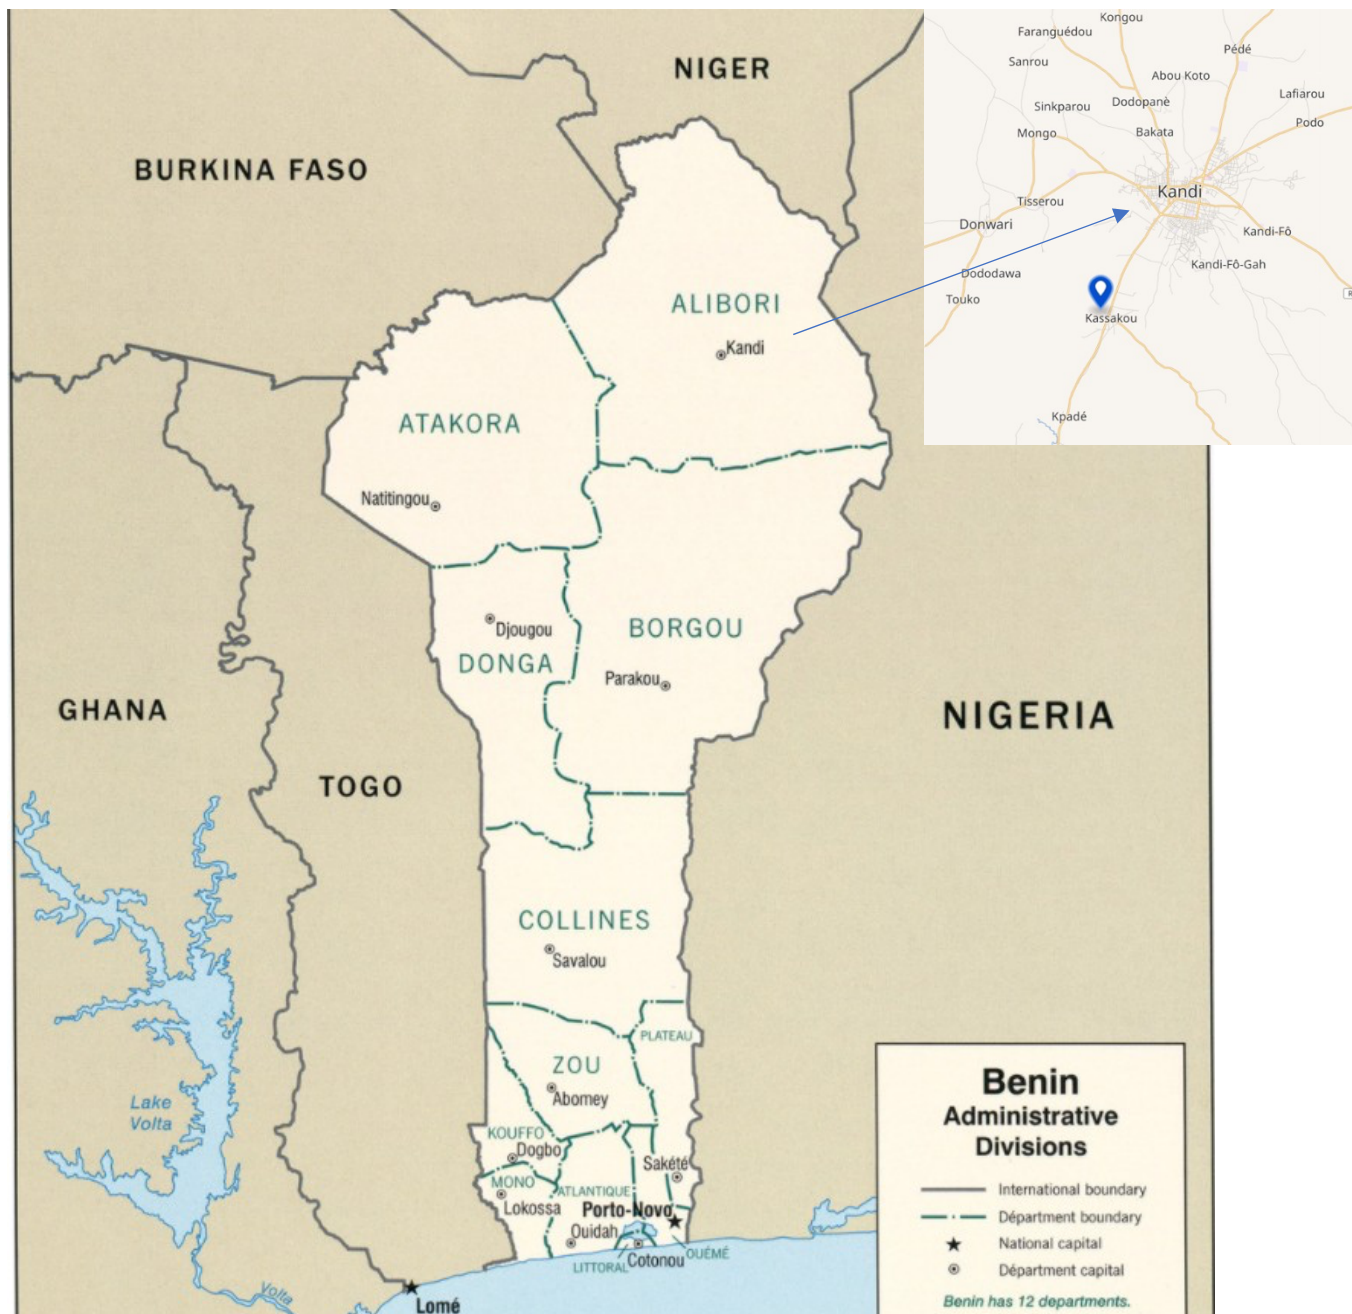 NIGER
BURKINA FASO
ALIBORI
Kandi
ATAKORA
Natitingou
Djougou
DONGA
BORGOU
Parakou
GHANA
TOGO
NIGERIA
COLLINES
Savalou
PLATEAU
ZOU
Abomey
KOUFFO
Dogbo
MONO
Lokossa
Sakété
ATLANTIQUE
Porto-Novo
Ouidah
OUÉMÉ
LITTORAL
Cotonou
Lake
Volta
Volta
Lomé
Kongou
Faranguédou
Pédé
Sanrou
Abou Koto
Lafiarou
Sinkparou
Dodopanè
Podo
Mongo
Bakata
Kandi
Tisserou
Donwari
Kandi-Fô
Kandi-Fô-Gah
Dododawa
Touko
R
Kassakou
Kpadé
Benin
Administrative
Divisions
International boundary
Départment boundary
National capital
Départment capital
Benin has 12 departments.